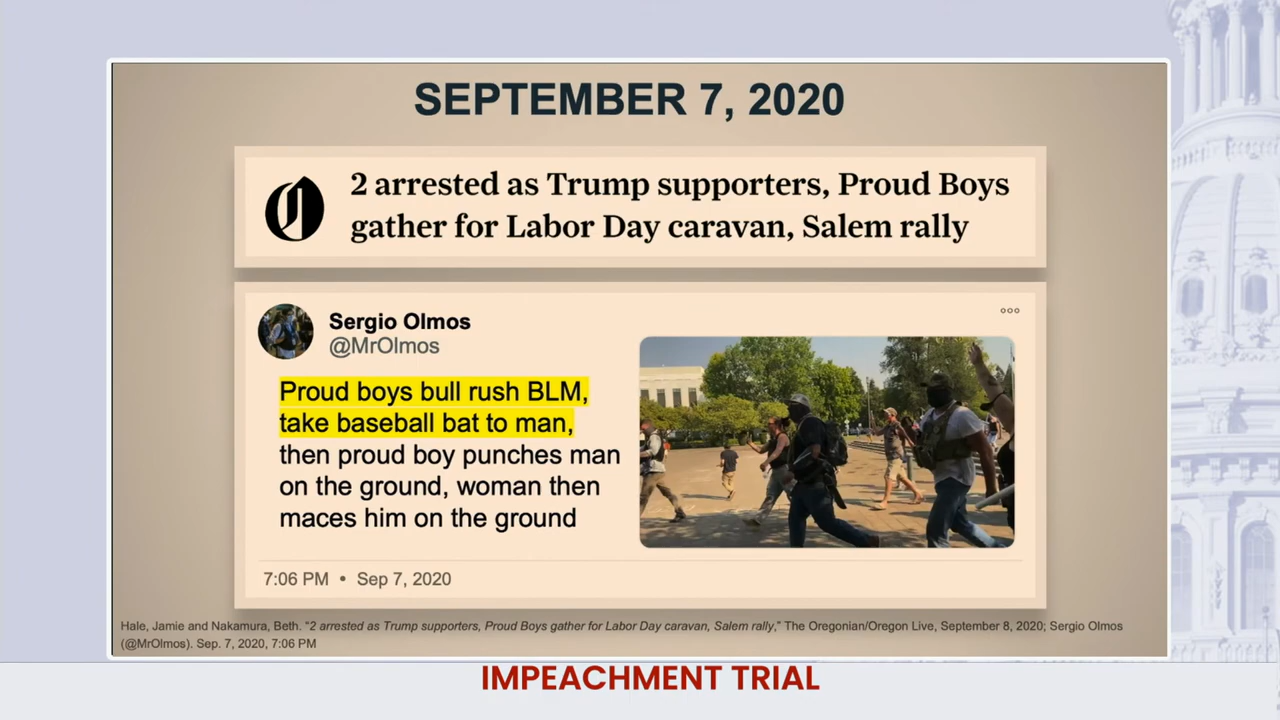 SEPTEMBER 7, 2020
2 arrested as Trump supporters, Proud Boys
gather for Labor Day caravan, Salem rally
Sergio Olmos
@MrOlmos
Proud boys bull rush BLM,
take baseball bat to man,
then proud boy punches man
on the ground, woman then
maces him on the ground
7:06 PM • Sep 7, 2020
Hale, Jamie and Nakamura, Beth. "2 arrested as Trump supporters, Proud Boys gather for Labor Day caravan, Salem rally," The Oregonian/Oregon Live, September 8, 2020; Sergio Olmos
(@MrOlmos). Sep. 7, 2020, 7:06 PM
IMPEACHMENT TRIAL